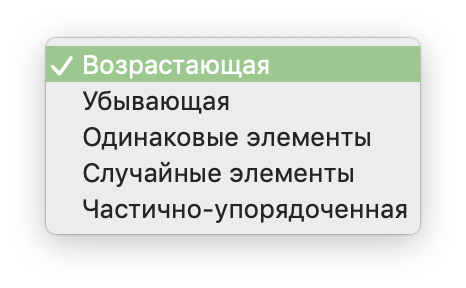 Возрастающая
Убывающая
Одинаковые элементы
Случайные элементы
Частично-упорядоченная